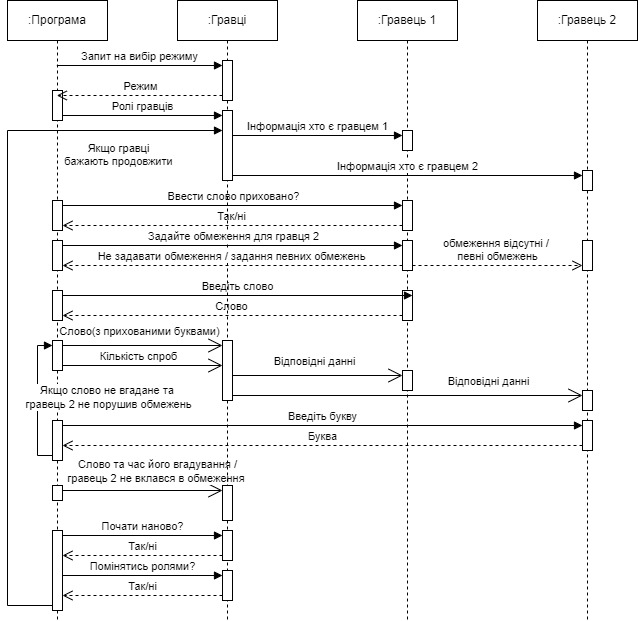 :Програма
:Гравці
:Гравець 1
:Гравець 2
Запит на вибір режиму
Режим
Ролі гравців
Інформація хто є гравцем 1
Якщо гравці
бажають продовжити
Інформація хто є гравцем 2
Ввести слово приховано?
Так/ні
Задайте обмеження для гравця 2
обмеження відсутні /
певні обмежень
Не задавати обмеження / задання певних обмежень
Введіть слово
Слово
Слово(з прихованими буквами)
Кількість спроб
Відповідні данні
Відповідні данні
Якщо слово не вгадане та
гравець 2 не порушив обмежень
Введіть букву
Буква
Слово та час його вгадування /
гравець 2 не вклався в обмеження
Почати наново?
Так/ні
Помінятись ролями?
Так/ні